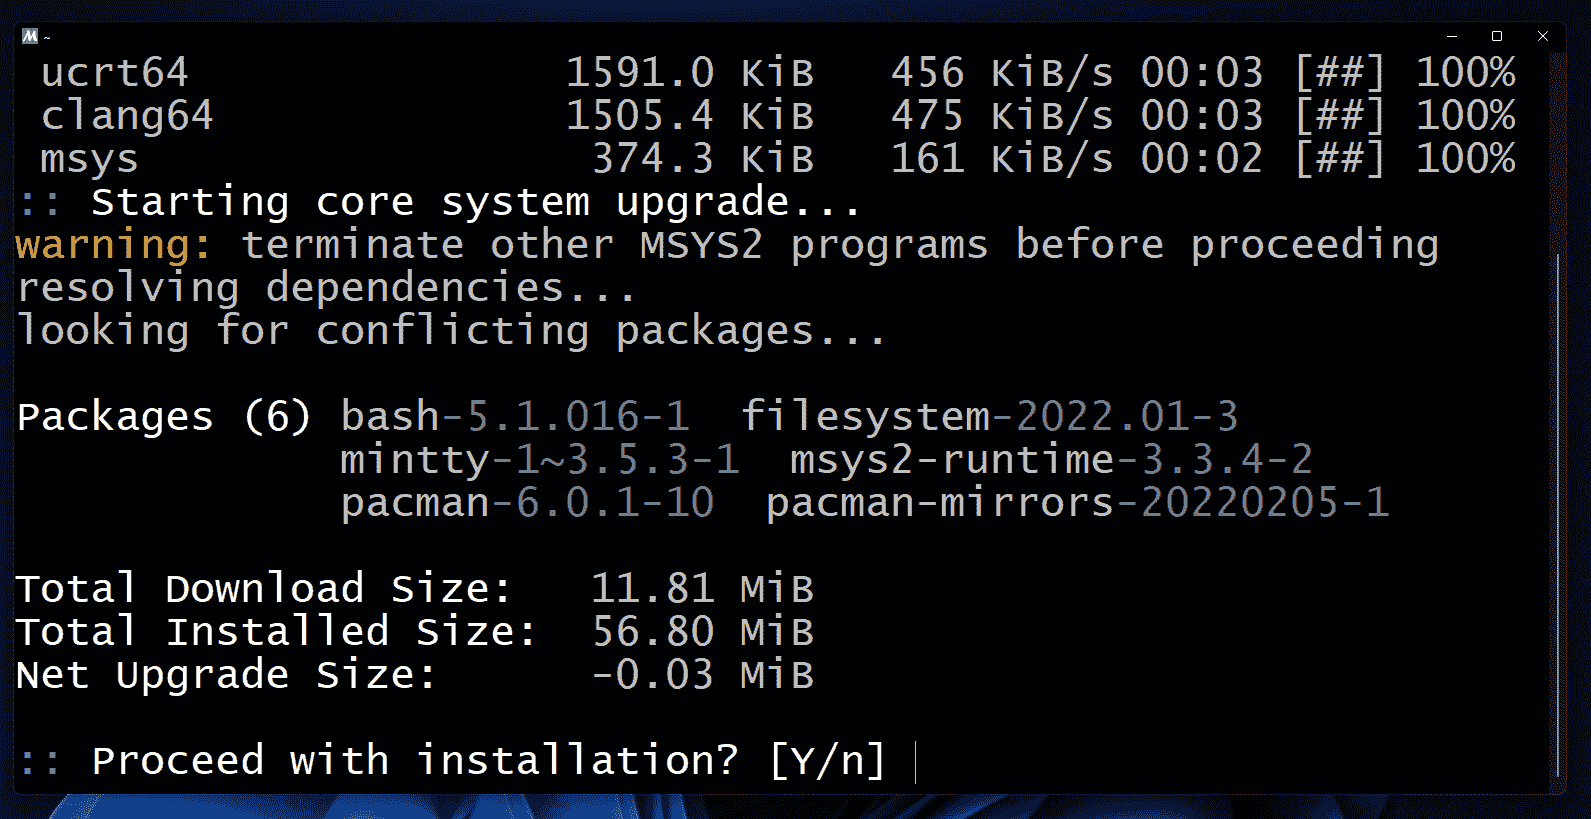 M ~
ucrt64 1591.0 KiB 456 KiB/s 00:03 [##] 100%
clang64 1505.4 KiB 475 KiB/s 00:03 [##] 100%
msys 374.3 KiB 161 KiB/s 00:02 [##] 100%
:: Starting core system upgrade...
warning: terminate other MSYS2 programs before proceeding
resolving dependencies...
looking for conflicting packages...
Packages (6) bash-5.1.016-1 filesystem-2022.01-3
mintty-1~3.5.3-1 msys2-runtime-3.3.4-2
pacman-6.0.1-10 pacman-mirrors-20220205-1
Total Download Size: 11.81 MiB
Total Installed Size: 56.80 MiB
Net Upgrade Size: -0.03 MiB
:: Proceed with installation? [Y/n]